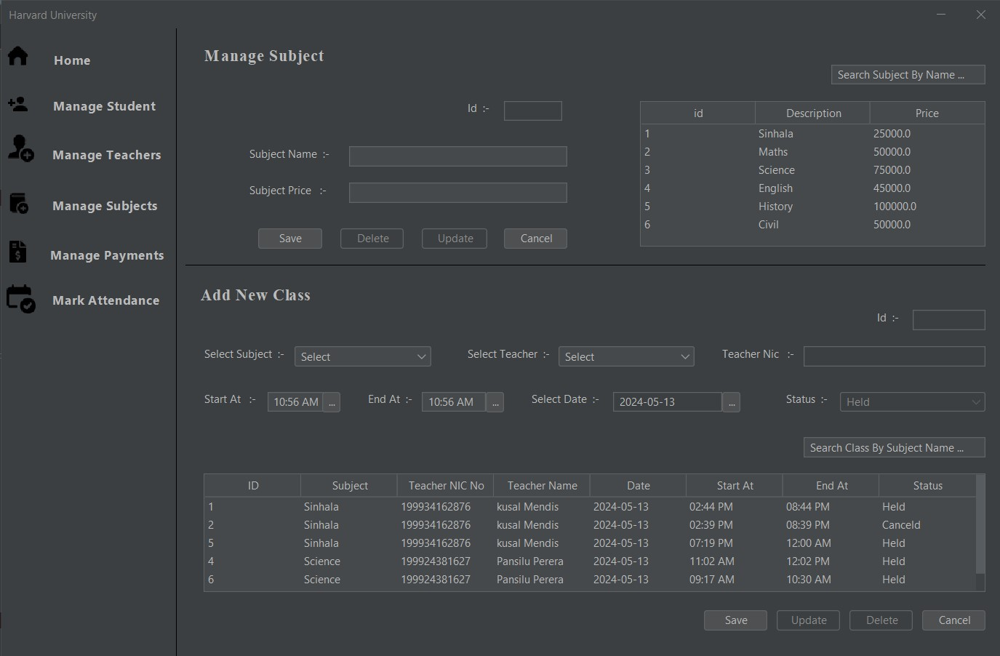 Harvard University
Home
Manage Student
Manage Teachers
Manage Subjects
Manage Payments
Mark Attendance
Manage Subject
Search Subject By Name ...
Id :-
Subject Name :-
Subject Price :-
Save Delete Update Cancel
id Description Price
1 Sinhala 25000.0
2 Maths 50000.0
3 Science 75000.0
4 English 45000.0
5 History 100000.0
6 Civil 50000.0
Add New Class
Id :-
Select Subject :- Select Select Teacher :- Select Teacher Nic :-
Start At :- 10:56 AM ... End At :- 10:56 AM ... Select Date :- 2024-05-13 ... Status :- Held
Search Class By Subject Name ...
ID Subject Teacher NIC No Teacher Name Date Start At End At Status
1 Sinhala 199934162876 kusal Mendis 2024-05-13 02:44 PM 08:44 PM Held
2 Sinhala 199934162876 kusal Mendis 2024-05-13 02:39 PM 08:39 PM Canceld
5 Sinhala 199934162876 kusal Mendis 2024-05-13 07:19 PM 12:00 AM Held
4 Science 199924381627 Pansilu Perera 2024-05-13 11:02 AM 12:02 PM Held
6 Science 199924381627 Pansilu Perera 2024-05-13 09:17 AM 10:30 AM Held
Save Update Delete Cancel